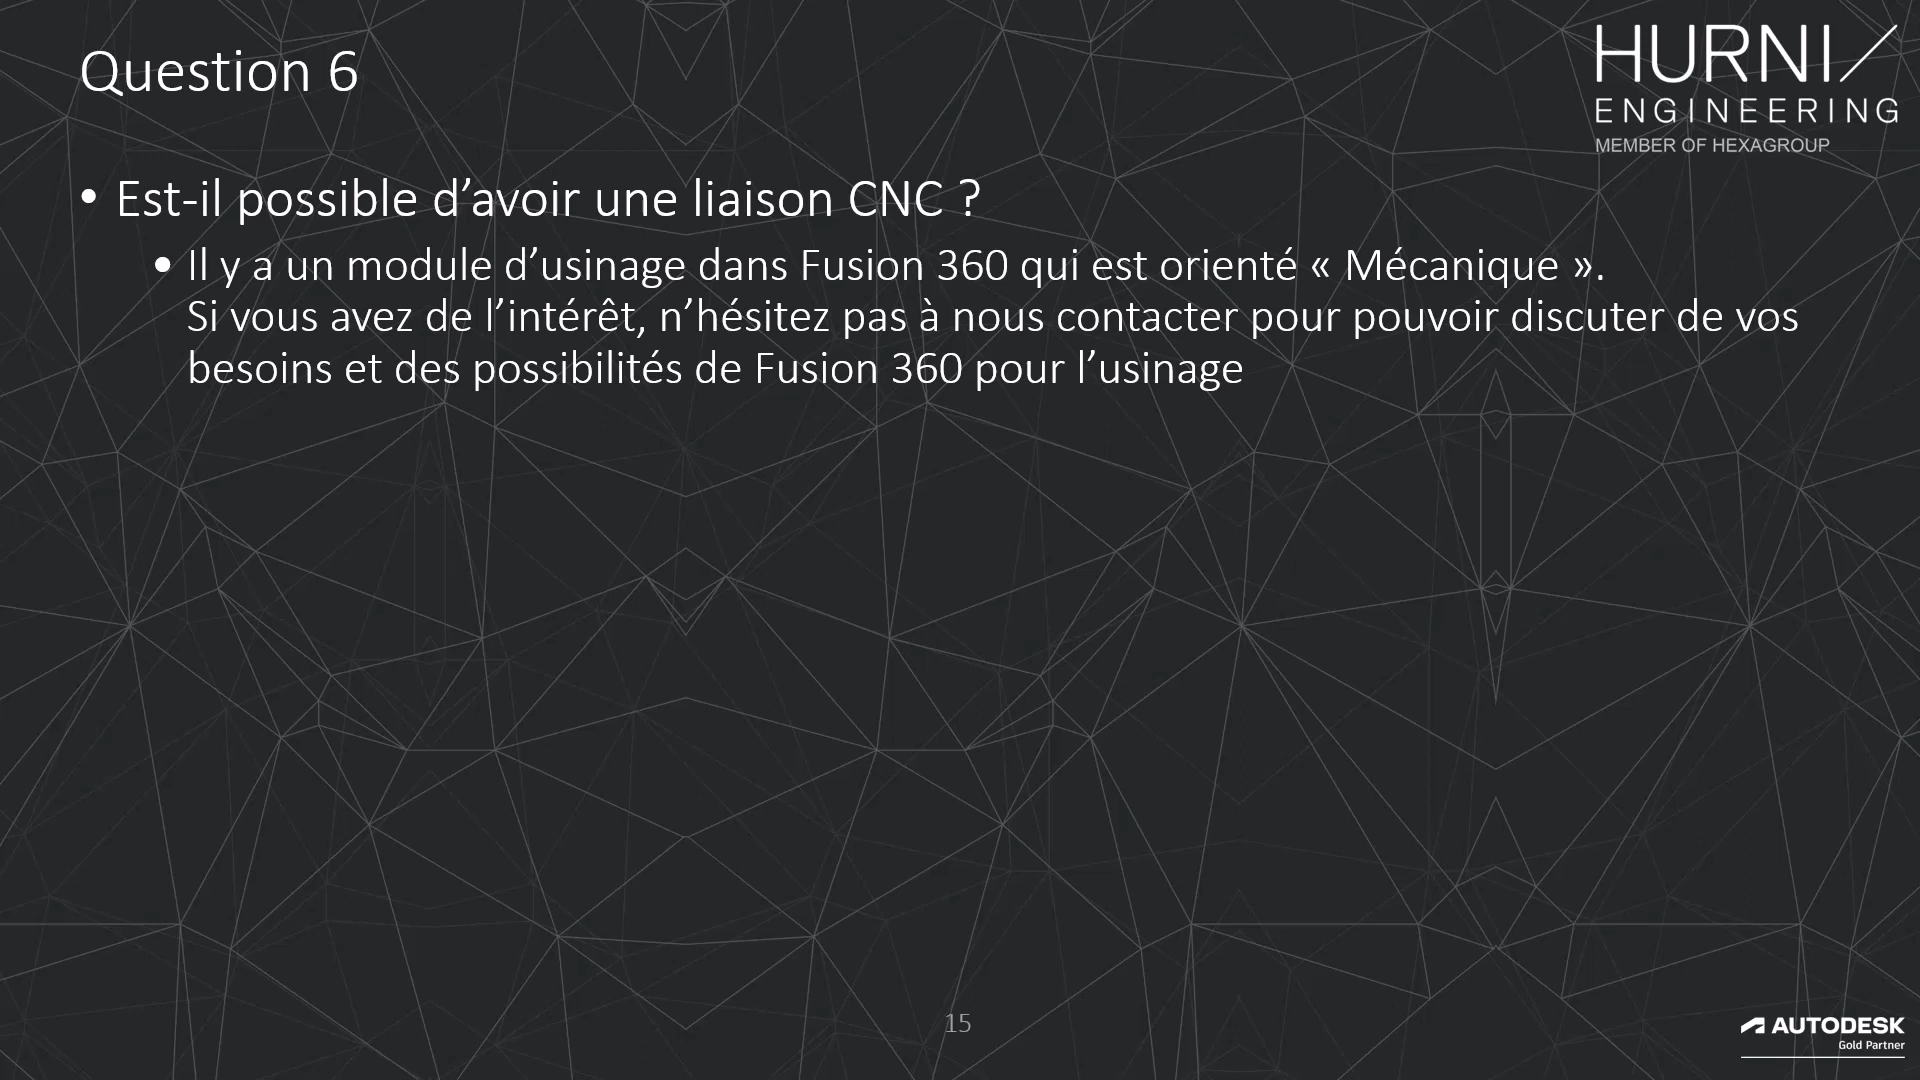 Question 6
HURNI
ENGINEERING
MEMBER OF HEXAGROUP
• Est-il possible d’avoir une liaison CNC ?
• Il y a un module d’usinage dans Fusion 360 qui est orienté « Mécanique ».
Si vous avez de l’intérêt, n’hésitez pas à nous contacter pour pouvoir discuter de vos
besoins et des possibilités de Fusion 360 pour l’usinage
15
AUTODESK
Gold Partner